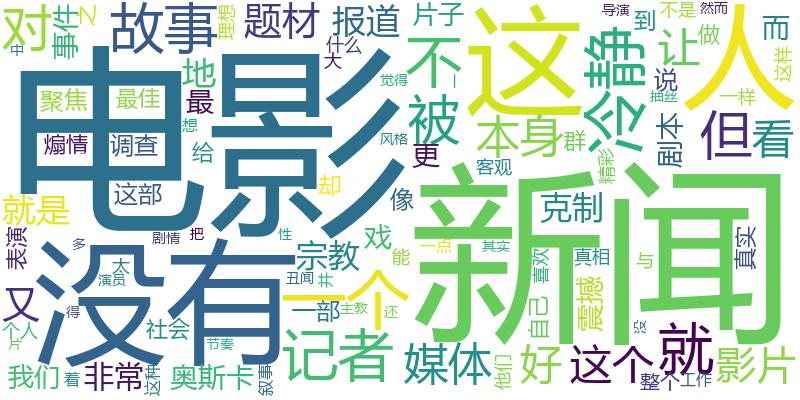 对
事件
之
中
故事
理想
题材
报道
什么
大
片子
不
这
导演
到
不是
然而
人
让
做
而
这样
聚焦
最佳
地
最
觉得
一
冷静
说
抽丝
一样
电影
煽情
调查
想
给
风格
被
更
本身
群
客观
精彩
剧本
但
看
这部
却
像
新闻
就是
没有
表演
剧情
把
性
宗教
戏
能
一点
其实
克制
喜欢
真相
与
真实
又
多
太
演员
丑闻
并
一个
自己
震撼
没
个人
片
得
社会
节奏
一部
主教
还
记者
媒体
他们
好
这个
就
影片
我们
着
非常
这种
奥斯卡
叙事
整个
工作